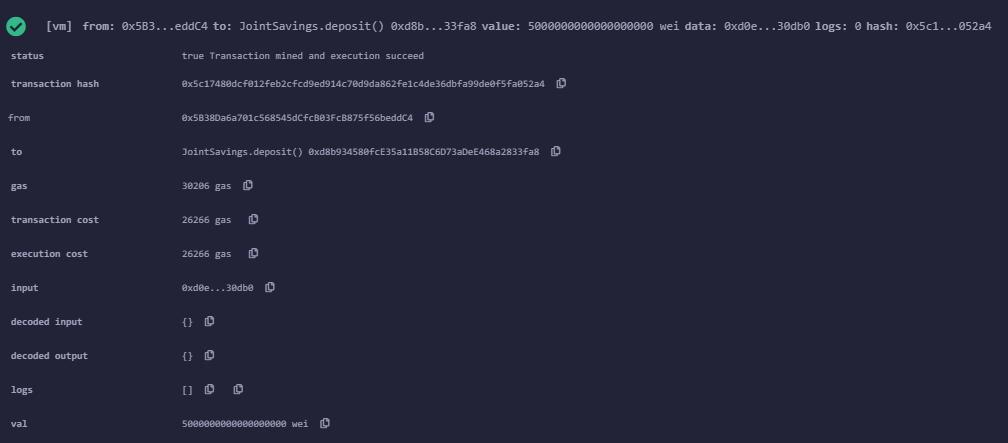 [vm] from: 0x5B3...eddC4 to: JointSavings.deposit() 0xd8b...33fa8 value: 5000000000000000000 wei data: 0xd0e...30db0 logs: 0 hash: 0x5c1...052a4
status true Transaction mined and execution succeed
transaction hash 0x5c17480dcf012feb2cfcd9ed914c70d9da862fe1c4de36dbfa99de0f5fa052a4
from 0x5B38Da6a701c568545dCfcB03FcB875f56beddC4
to JointSavings.deposit() 0xd8b934580fcE35a11B58C6D73aDeE468a2833fa8
gas 30206 gas
transaction cost 26266 gas
execution cost 26266 gas
input 0xd0e...30db0
decoded input {}
decoded output {}
logs []
val 5000000000000000000 wei